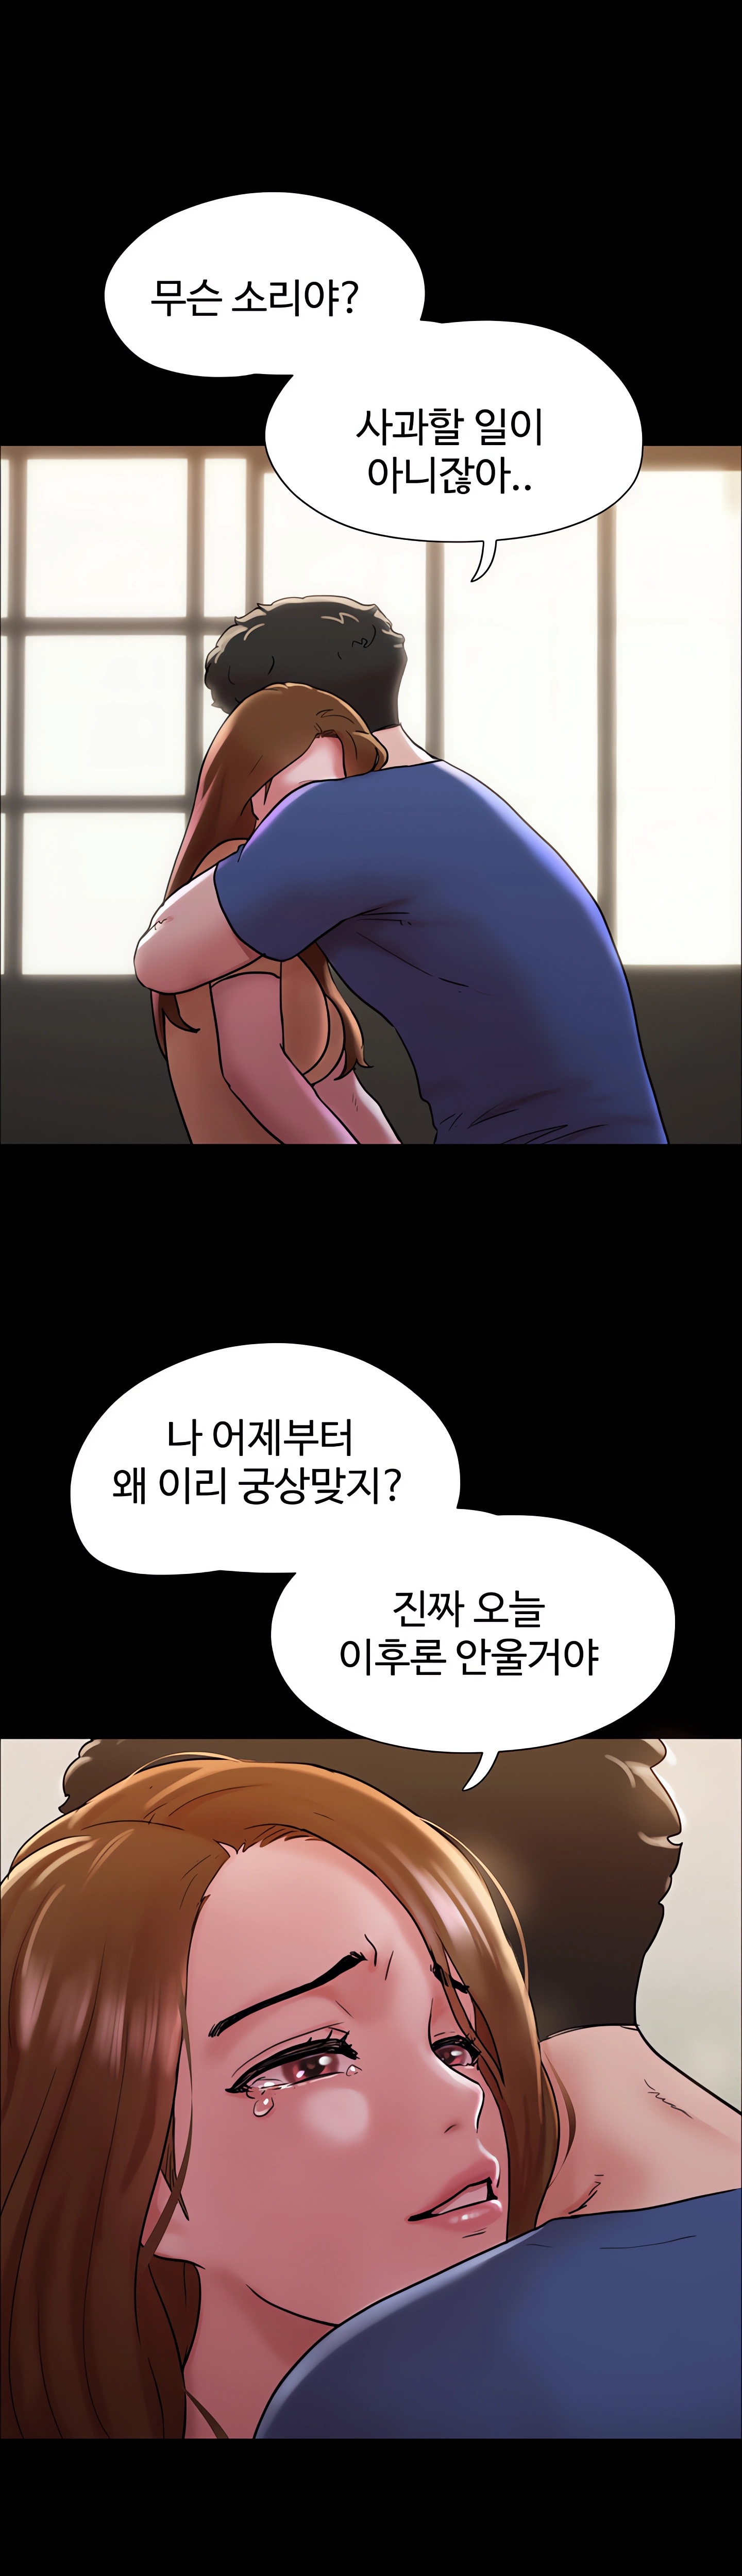 무슨 소리야?
사과할 일이
아니잖아..
나 어제부터
왜 이리 궁상맞지?
진짜 오늘
이후론 안울거야